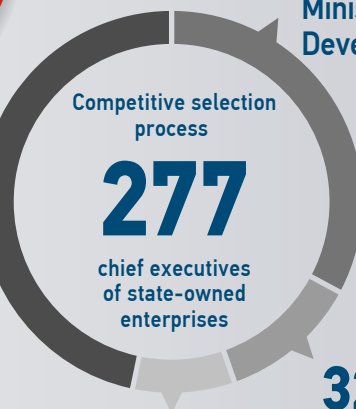 Competitive selection
process
277
chief executives
of state-owned
enterprises